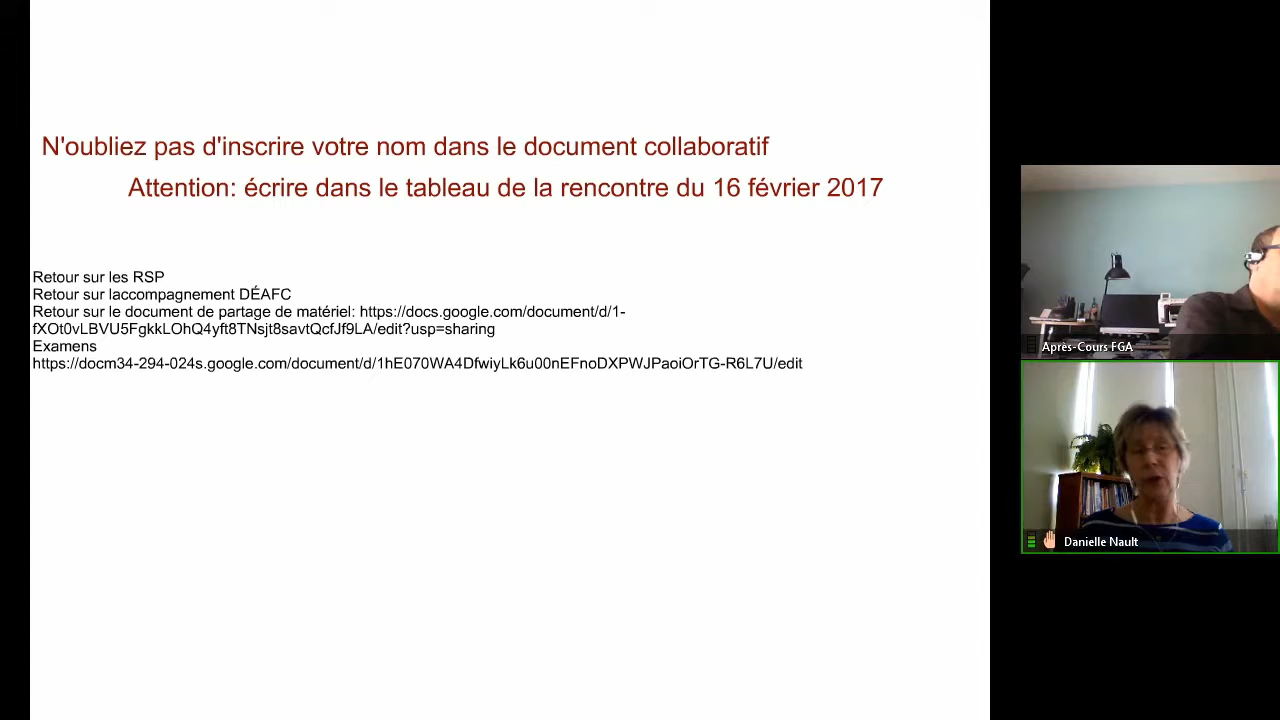 N'oubliez pas d'inscrire votre nom dans le document collaboratif
Attention: écrire dans le tableau de la rencontre du 16 février 2017
Retour sur les RSP
Retour sur laccompagnement DÉAFC
Retour sur le document de partage de matériel: https://docs.google.com/document/d/1-
fXOt0vLBVU5FgkkLOhQ4yft8TNsjt8savtQcfJf9LA/edit?usp=sharing
Examens
https://docm34-294-024s.google.com/document/d/1hE070WA4DfwiyLk6u00nEFnoDXPWJPaoiOrTG-R6L7U/edit
Après-Cours FGA
Danielle Nault